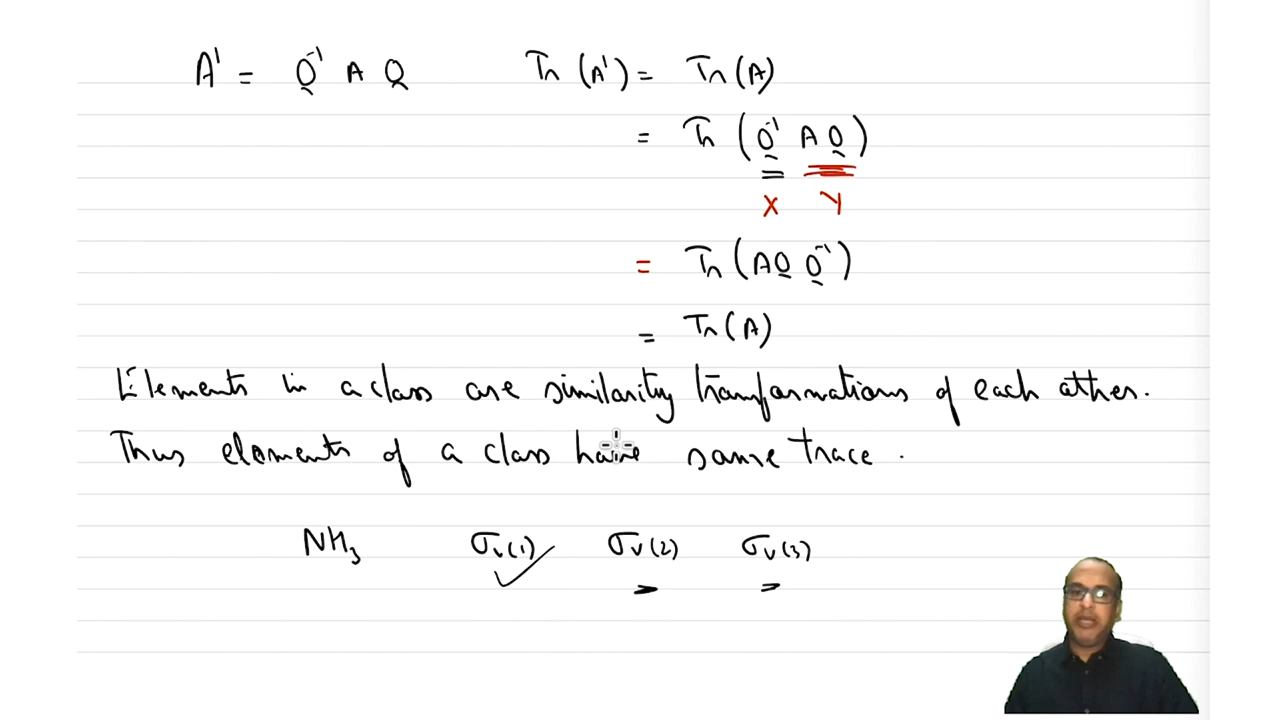 A' = Q⁻¹ A Q Tr (A') = Tr (A)
= Tr (Q⁻¹ A Q)
X Y
= Tr (AQ Q⁻¹)
= Tr (A)
Elements in a class are similarity transformations of each other.
Thus elements of a class have same trace.
NH₃ σv(1) σv(2) σv(3)